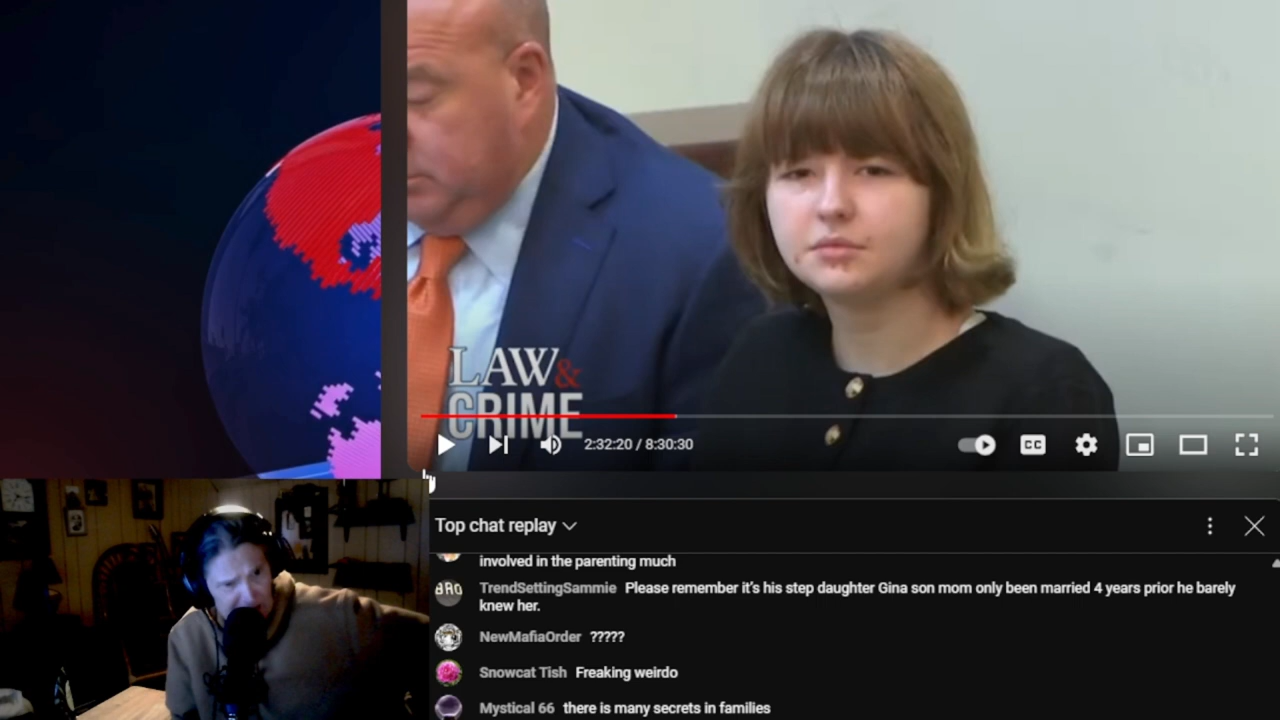 LAW&
CRIME
2:32:20 / 8:30:30
CC
Top chat replay
involved in the parenting much
BRO
TrendSettingSammie Please remember it's his step daughter Gina son mom only been married 4 years prior he barely
knew her.
NewMafiaOrder ?????
Snowcat Tish Freaking weirdo
Mystical 66 there is many secrets in families